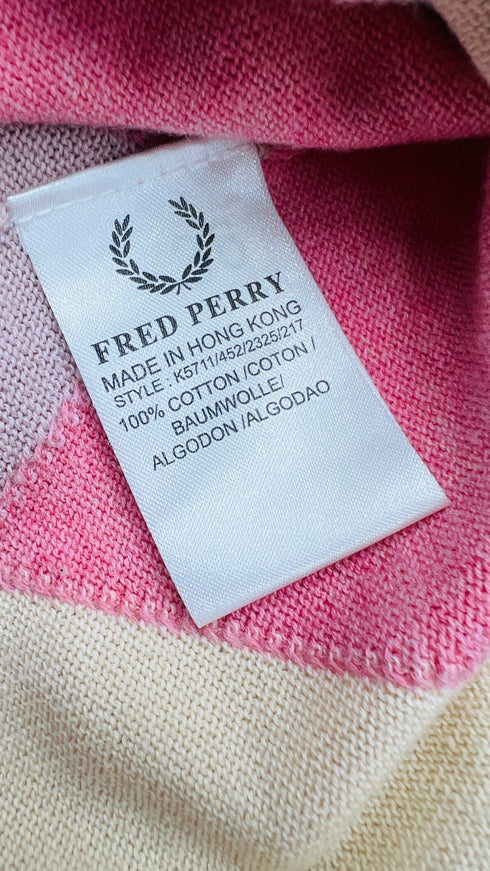 FRED PERRY
MADE IN HONG KONG
STYLE : K5711/452/2325/217
100% COTTON /COTON /
BAUMWOLLE/
ALGODON /ALGODAO